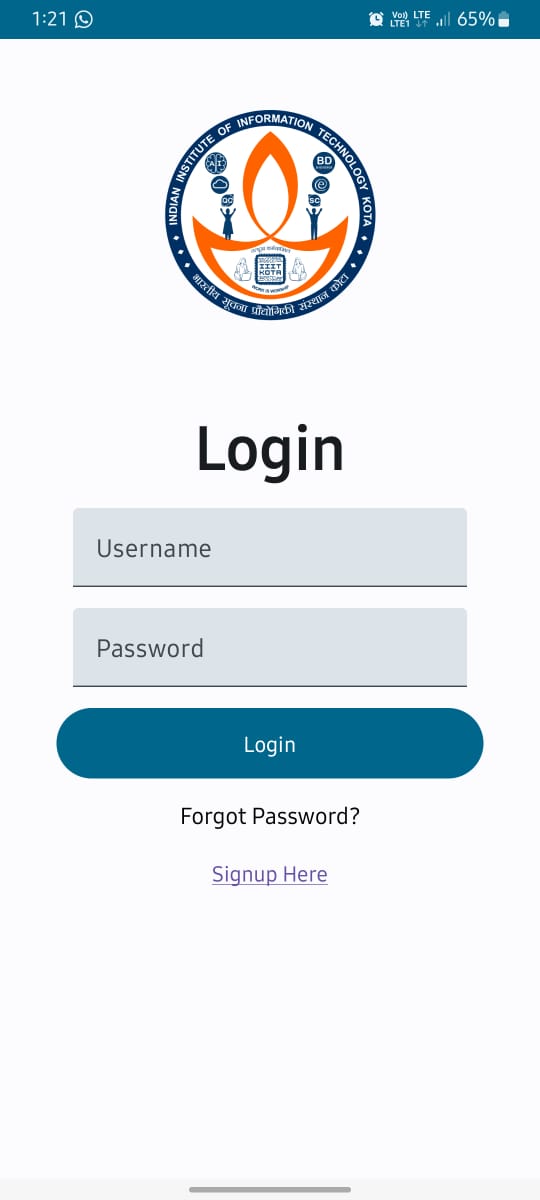 1:21
Vo) LTE
LTE1
65%
INDIAN INSTITUTE OF INFORMATION TECHNOLOGY KOTA
AI
BD
QC
SC
IIIT
KOTA
WORK IS WORSHIP
भारतीय सूचना प्रौद्योगिकी संस्थान कोटा
Login
Username
Password
Login
Forgot Password?
Signup Here